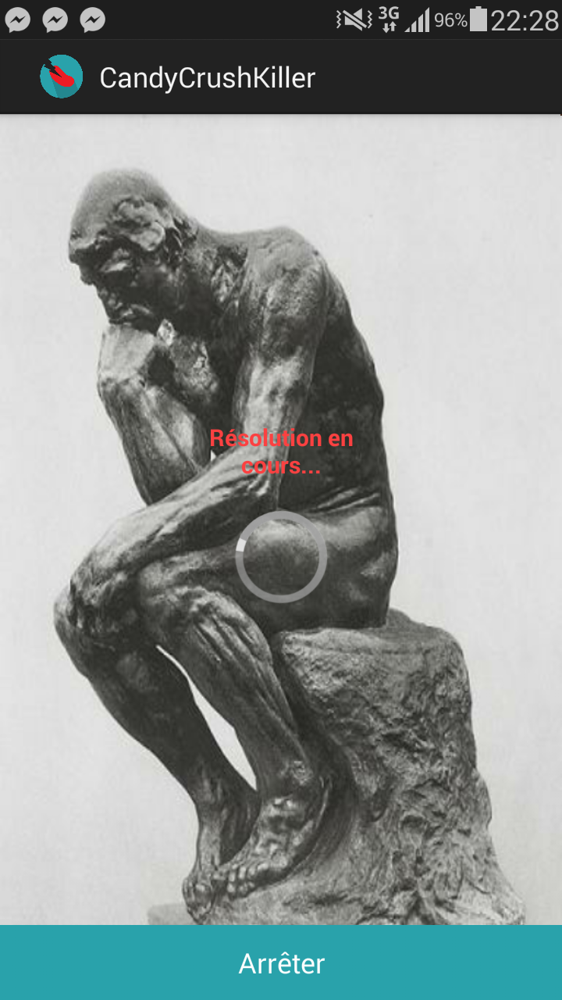 3G 96% 22:28
CandyCrushKiller
Résolution en
cours...
Arrêter